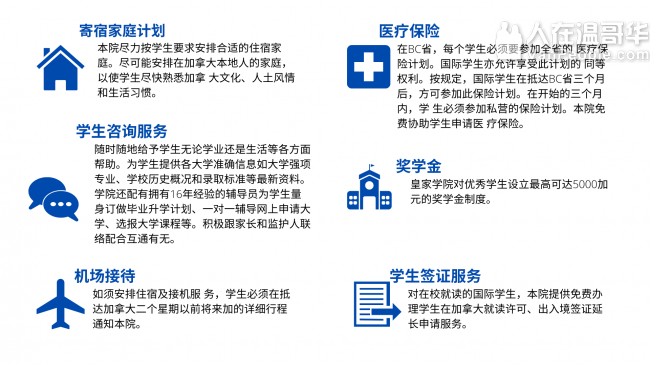 人在温哥华
寄宿家庭计划
本院尽力按学生要求安排合适的住宿家
庭。尽可能安排在加拿大本地人的家庭，
以使学生尽快熟悉加拿 大文化、人土风情
和生活习惯。
学生咨询服务
随时随地给予学生无论学业还是生活等各方面
帮助。为学生提供各大学准确信息如大学强项
专业、学校历史概况和录取标准等最新资料。
学院还配有拥有16年经验的辅导员为学生量
身订做毕业升学计划、一对一辅导网上申请大
学、选报大学课程等。积极跟家长和监护人联
络配合互通有无。
机场接待
如须安排住宿及接机服 务，学生必须在抵
达加拿大二个星期以前将来加的详细行程
通知本院。
医疗保险
在BC省，每个学生必须要参加全省的 医疗保
险计划。国际学生亦允许享受此计划的 同等
权利。按规定，国际学生在抵达BC省三个月
后，方可参加此保险计划。在开始的三个月
内，学 生必须参加私营的保险计划。本院免
费协助学生申请医 疗保险。
奖学金
皇家学院对优秀学生设立最高可达5000加
元的奖学金制度。
学生签证服务
对在校就读的国际学生，本院提供免费办
理学生在加拿大就读许可、出入境签证延
长申请服务。